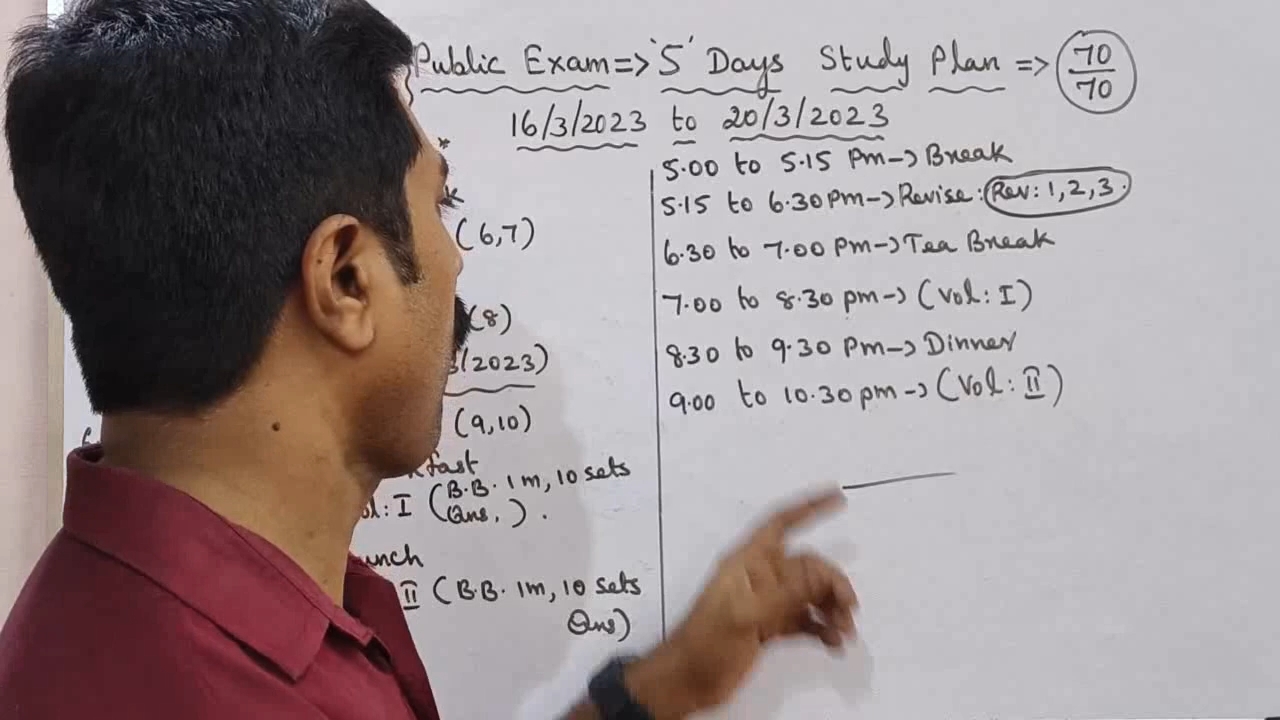 Public Exam => '5' Days Study Plan => 70/70
16/3/2023 to 20/3/2023
(6,7)
(8)
/2023)
(9,10)
fast
I (B.B. 1m, 10 sets
Qns.).
unch
II (B.B. 1m, 10 sets
Qns)
5.00 to 5.15 Pm -> Break
5.15 to 6.30 PM -> Revise: Rev: 1, 2, 3.
6.30 to 7.00 pm -> Tea Break
7.00 to 8.30 pm -> (Vol: I)
8.30 to 9.30 Pm -> Dinner
9.00 to 10.30 pm -> (Vol: II)